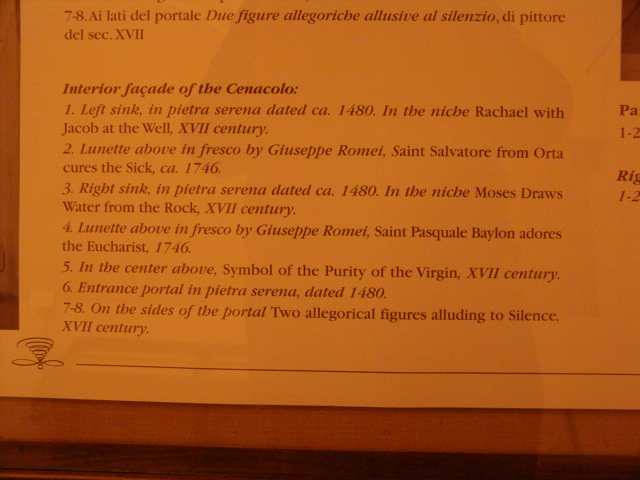 7-8. Ai lati del portale Due figure allegoriche allusive al silenzio, di pittore
del sec. XVII
Interior façade of the Cenacolo:
1. Left sink, in pietra serena dated ca. 1480. In the niche Rachael with
Jacob at the Well, XVII century.
2. Lunette above in fresco by Giuseppe Romei, Saint Salvatore from Orta
cures the Sick, ca. 1746.
3. Right sink, in pietra serena dated ca. 1480. In the niche Moses Draws
Water from the Rock, XVII century.
4. Lunette above in fresco by Giuseppe Romei, Saint Pasquale Baylon adores
the Eucharist, 1746.
5. In the center above, Symbol of the Purity of the Virgin, XVII century.
6. Entrance portal in pietra serena, dated 1480.
7-8. On the sides of the portal Two allegorical figures alluding to Silence,
XVII century.